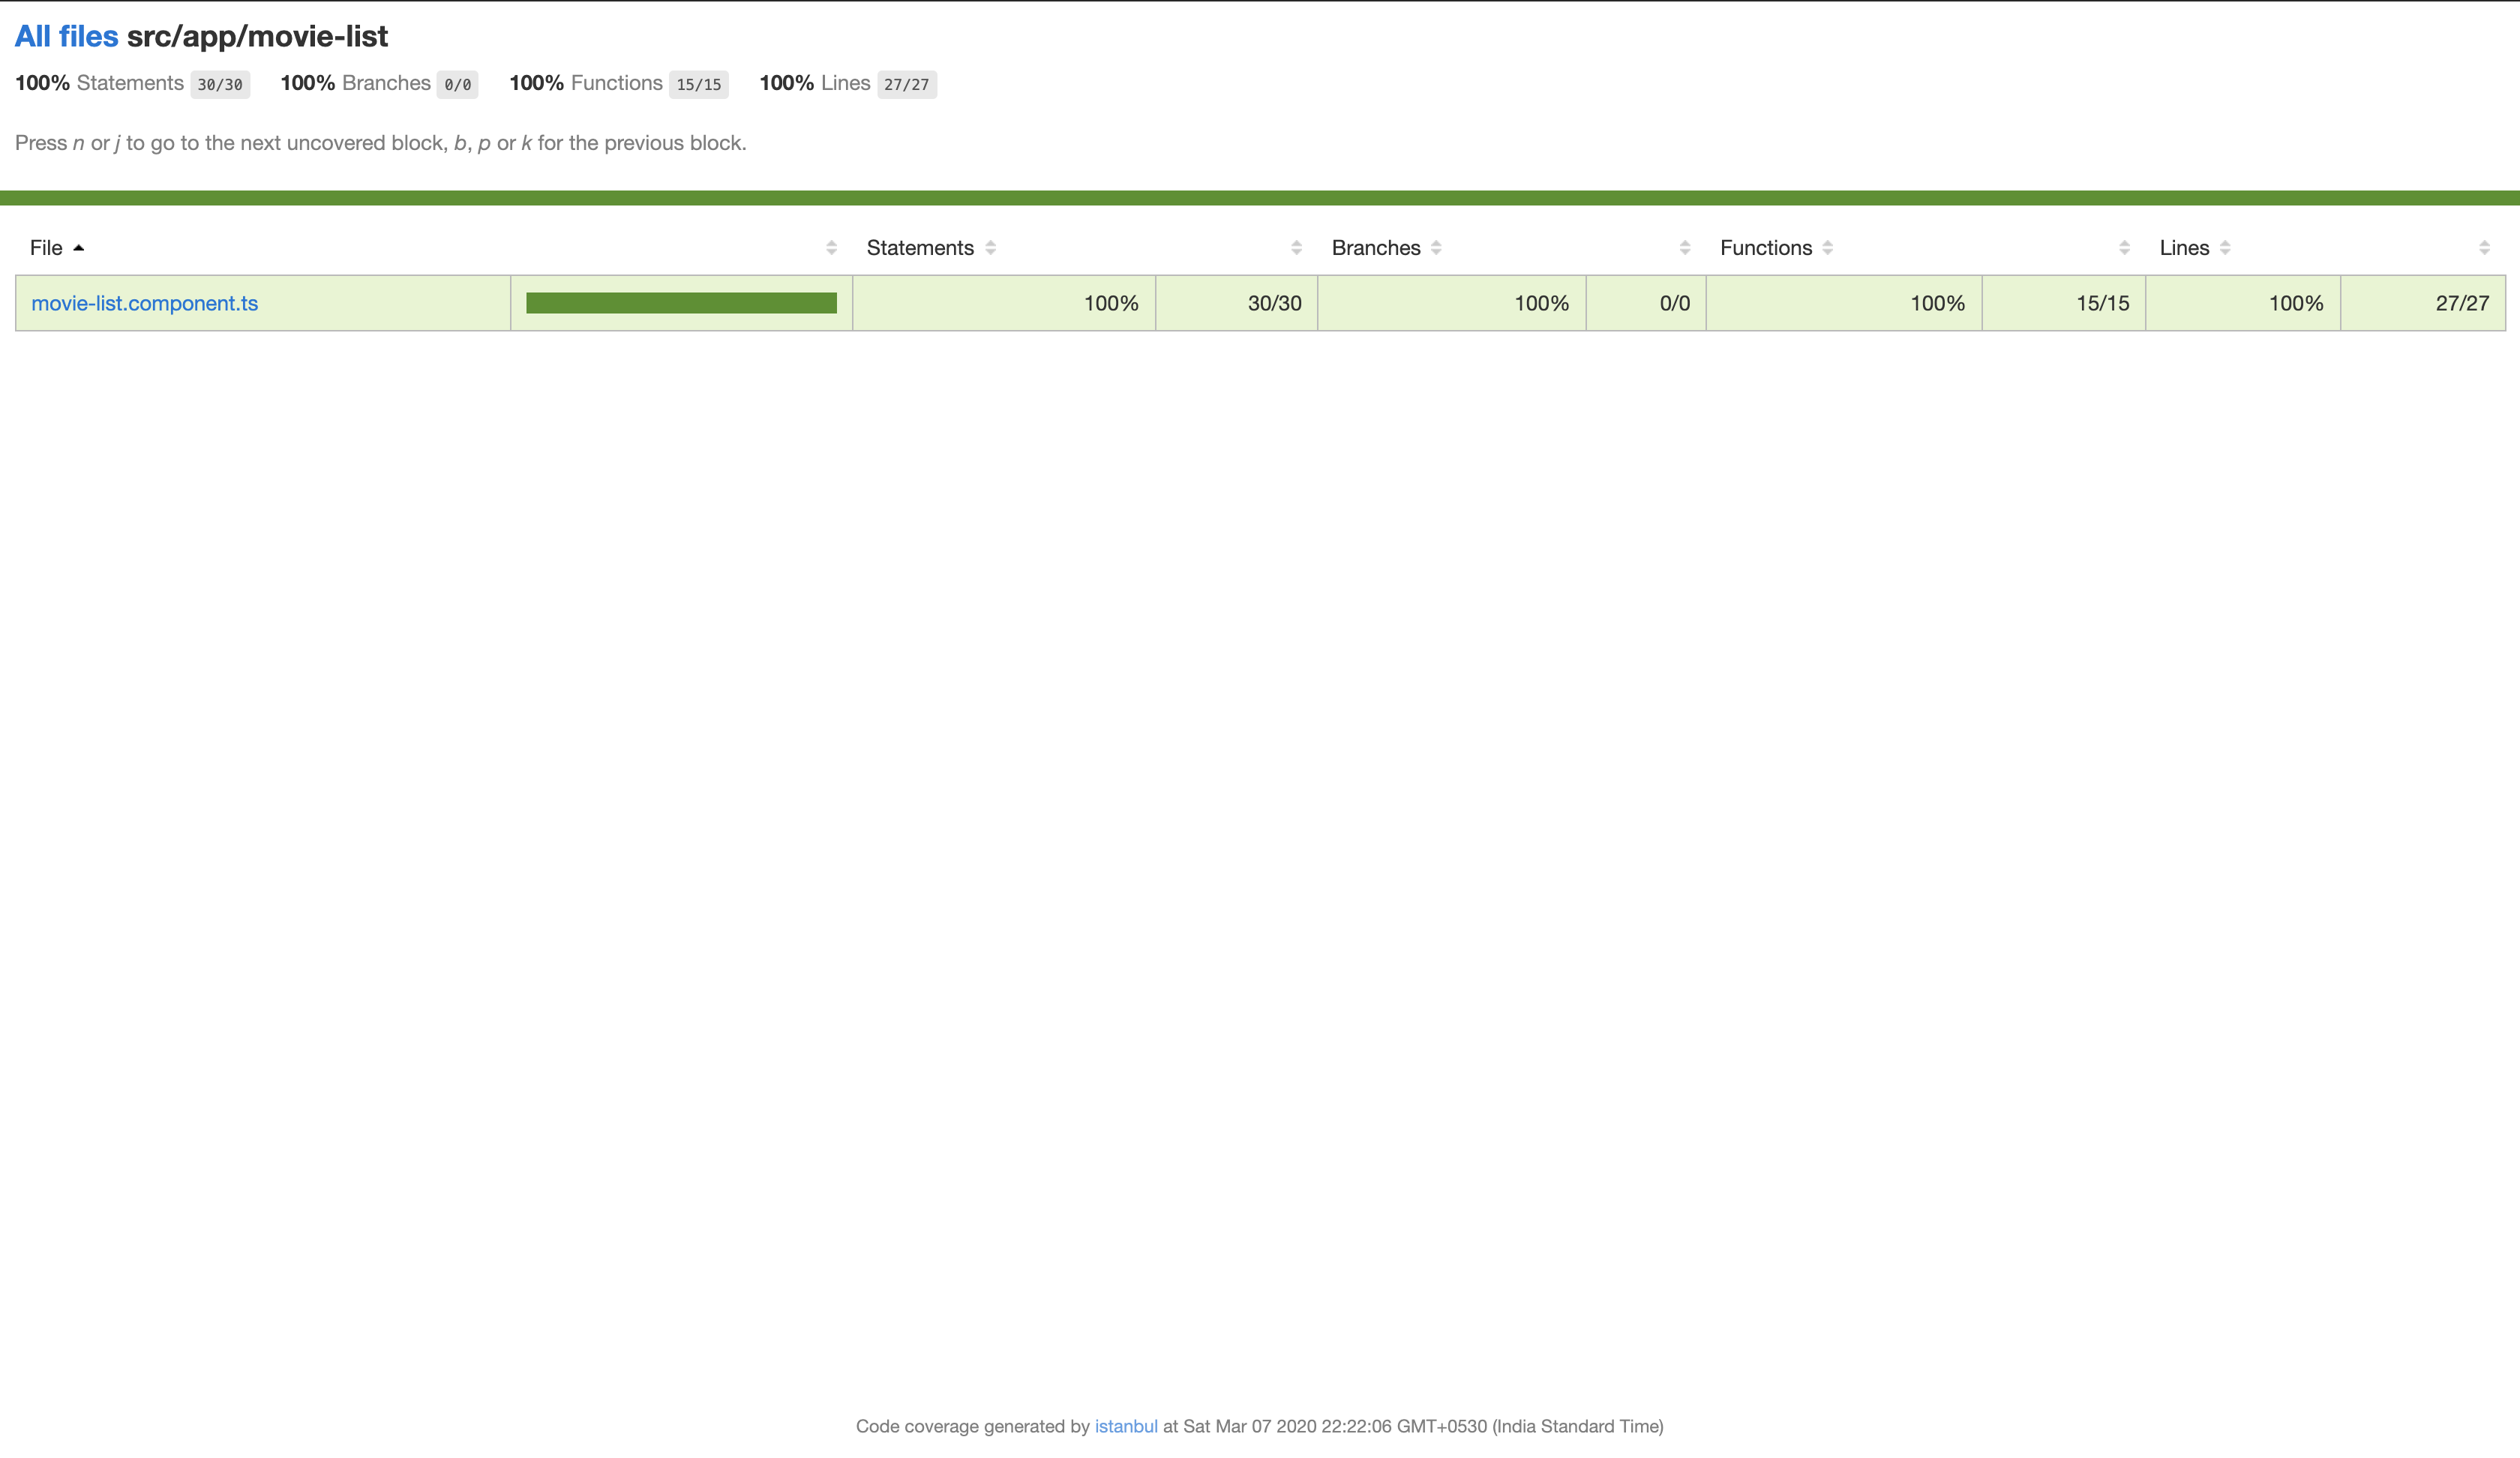 All files src/app/movie-list
100% Statements 30/30 100% Branches 0/0 100% Functions 15/15 100% Lines 27/27
Press n or j to go to the next uncovered block, b, p or k for the previous block.
File Statements Branches Functions Lines
movie-list.component.ts 100% 30/30 100% 0/0 100% 15/15 100% 27/27
Code coverage generated by istanbul at Sat Mar 07 2020 22:22:06 GMT+0530 (India Standard Time)